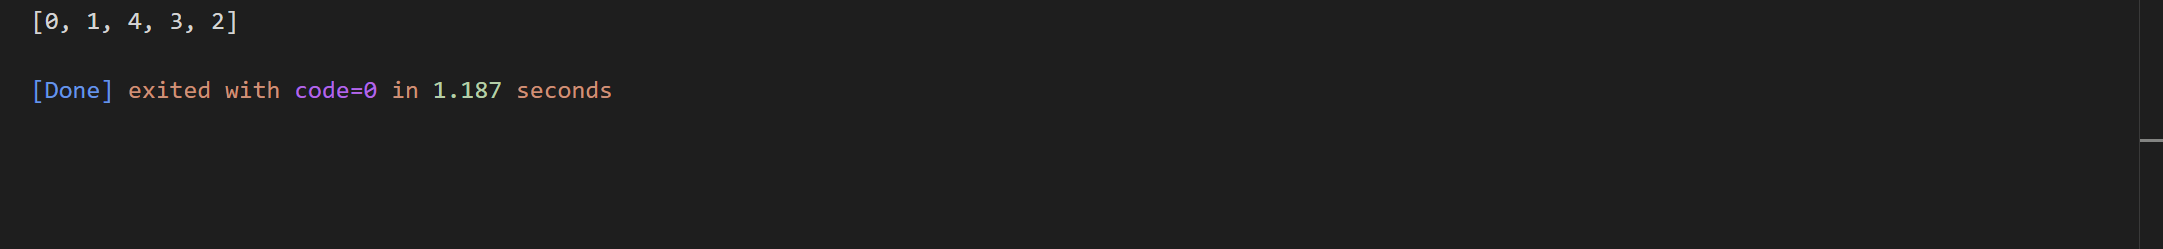 [0, 1, 4, 3, 2]
[Done] exited with code=0 in 1.187 seconds